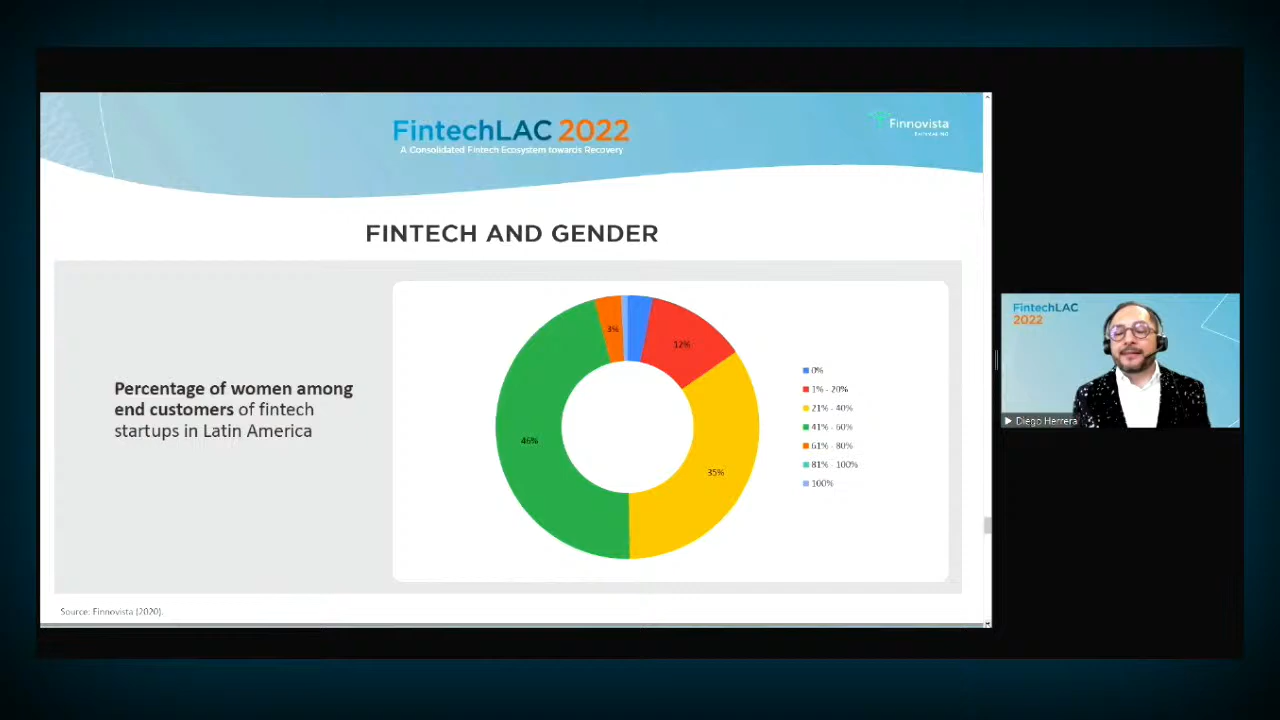 FintechLAC 2022
A Consolidated Fintech Ecosystem towards Recovery
Finnovista
FINTECH AND GENDER
Percentage of women among
end customers of fintech
startups in Latin America
3%
12%
46%
35%
0%
1% - 20%
21% - 40%
41% - 60%
61% - 80%
81% - 100%
100%
Source: Finnovista (2020).
FintechLAC
2022
Diego Herrera